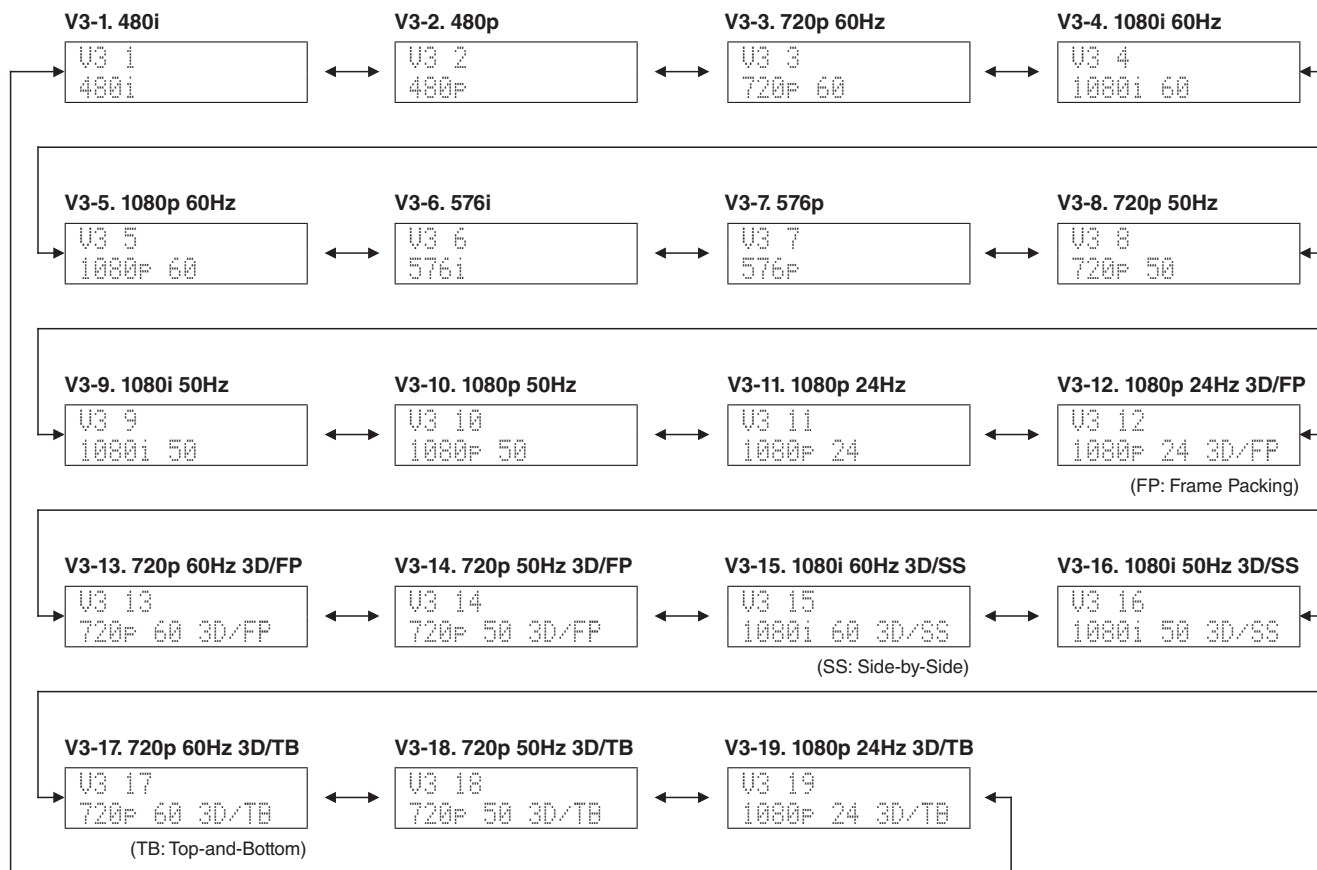 V3-1. 480i
V3-2. 480p
V3-3. 720p 60Hz
V3-4. 1080i 60Hz
V3 1
480i
V3 2
480p
V3 3
720p 60
V3 4
1080i 60
V3-5. 1080p 60Hz
V3-6. 576i
V3-7. 576p
V3-8. 720p 50Hz
V3 5
1080p 60
V3 6
576i
V3 7
576p
V3 8
720p 50
V3-9. 1080i 50Hz
V3-10. 1080p 50Hz
V3-11. 1080p 24Hz
V3-12. 1080p 24Hz 3D/FP
V3 9
1080i 50
V3 10
1080p 50
V3 11
1080p 24
V3 12
1080p 24 3D/FP
(FP: Frame Packing)
V3-13. 720p 60Hz 3D/FP
V3-14. 720p 50Hz 3D/FP
V3-15. 1080i 60Hz 3D/SS
V3-16. 1080i 50Hz 3D/SS
V3 13
720p 60 3D/FP
V3 14
720p 50 3D/FP
V3 15
1080i 60 3D/SS
V3 16
1080i 50 3D/SS
(SS: Side-by-Side)
V3-17. 720p 60Hz 3D/TB
V3-18. 720p 50Hz 3D/TB
V3-19. 1080p 24Hz 3D/TB
V3 17
720p 60 3D/TB
V3 18
720p 50 3D/TB
V3 19
1080p 24 3D/TB
(TB: Top-and-Bottom)